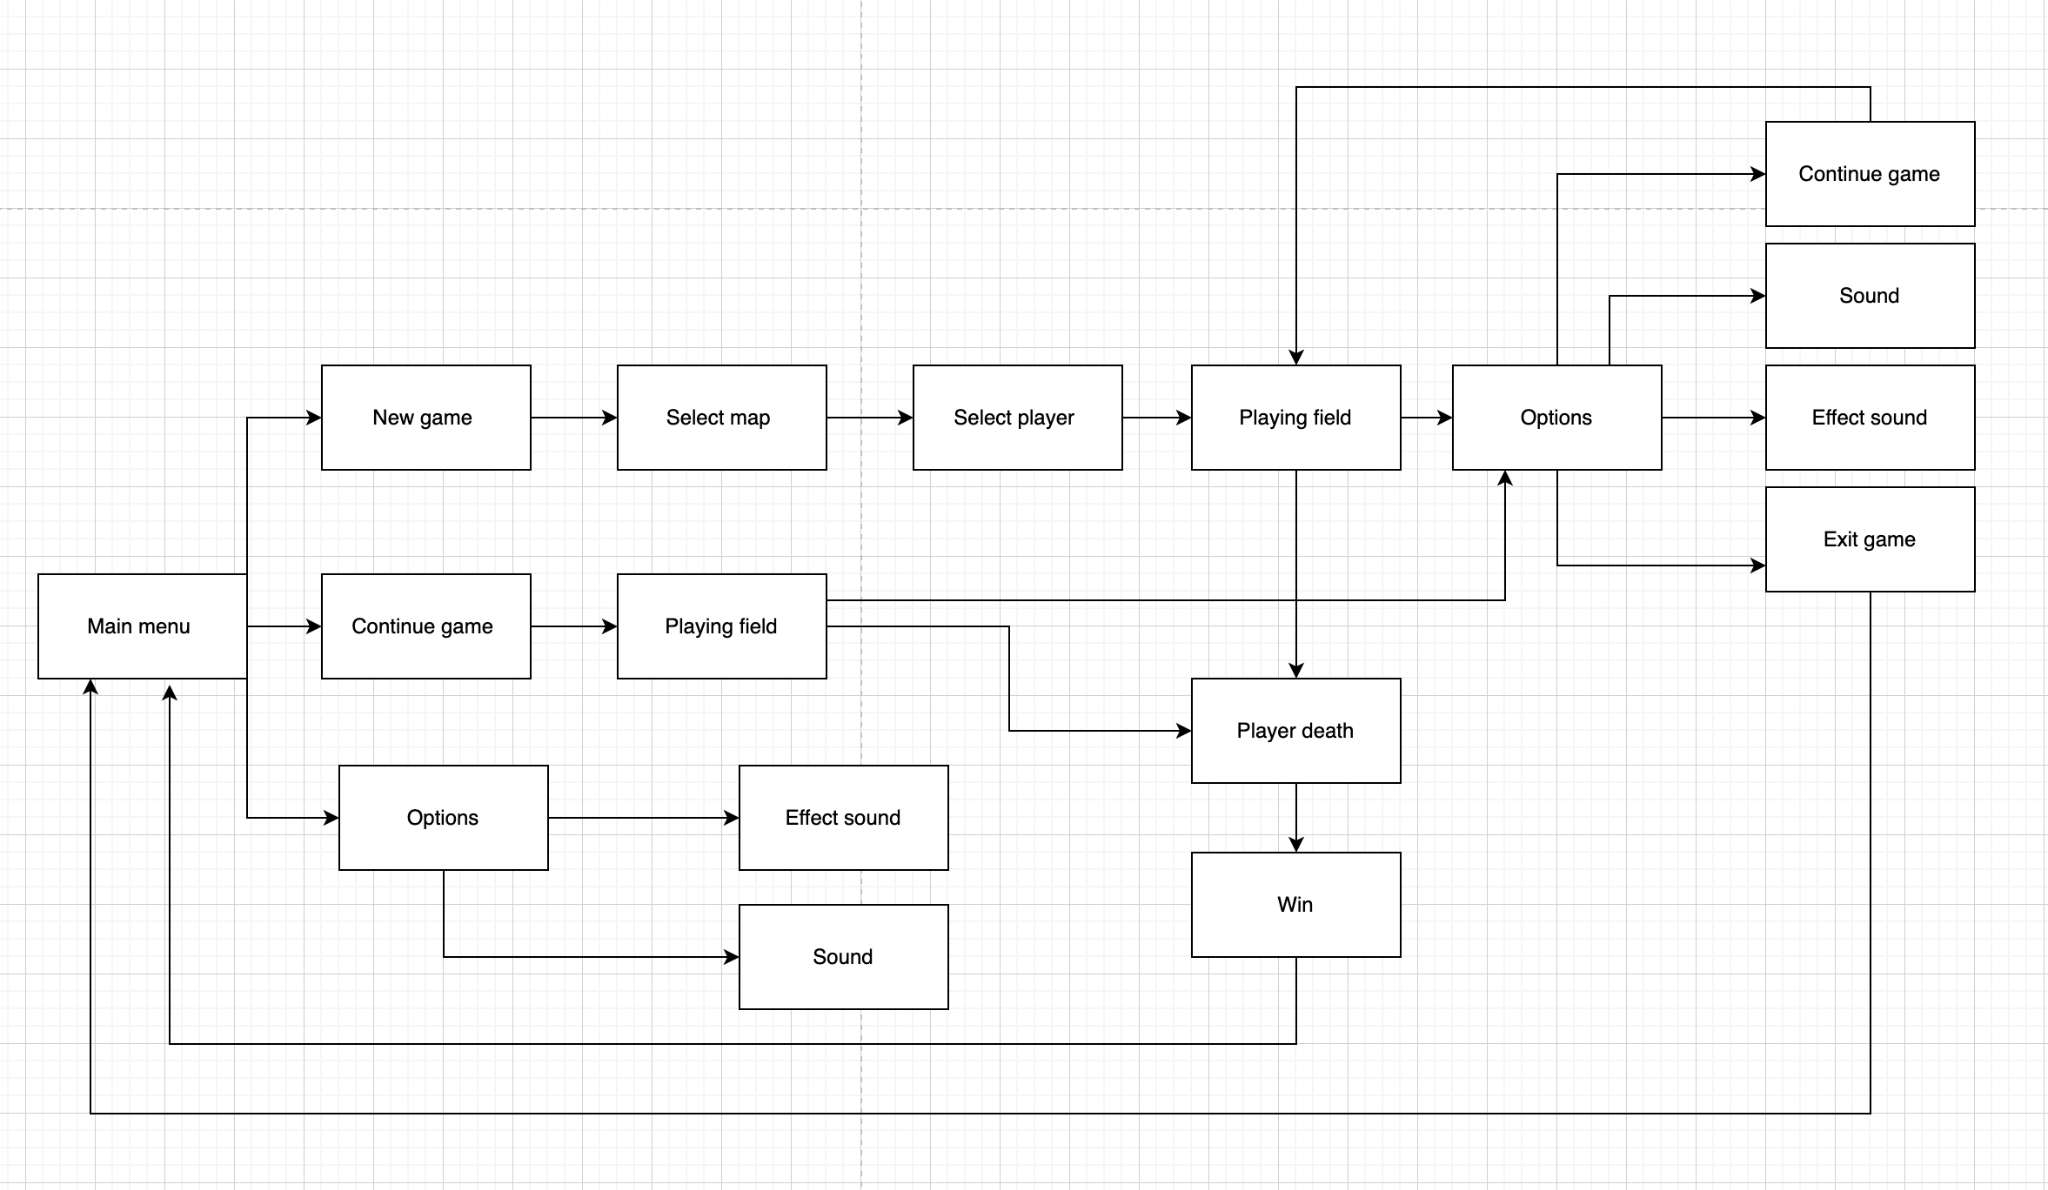 Continue game
Sound
New game
Select map
Select player
Playing field
Options
Effect sound
Exit game
Main menu
Continue game
Playing field
Player death
Options
Effect sound
Win
Sound